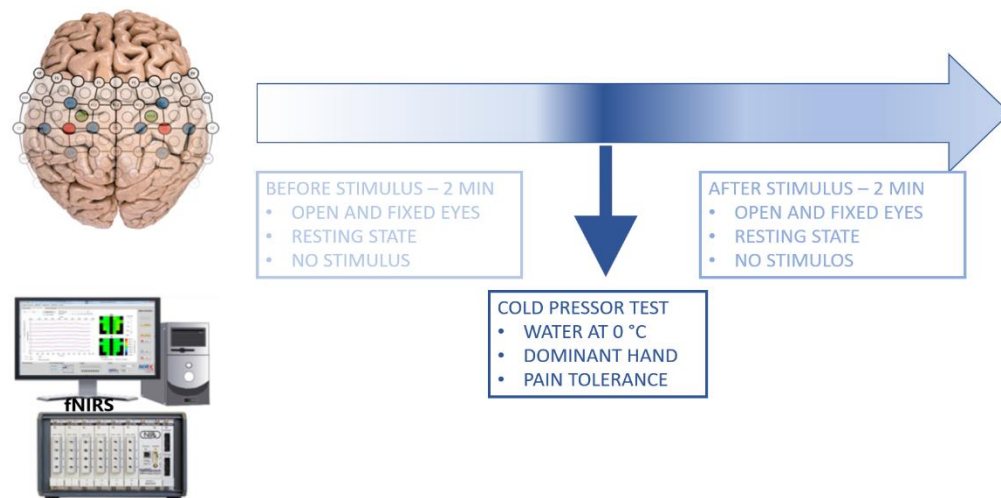 BEFORE STIMULUS – 2 MIN
• OPEN AND FIXED EYES
• RESTING STATE
• NO STIMULUS
AFTER STIMULUS – 2 MIN
• OPEN AND FIXED EYES
• RESTING STATE
• NO STIMULOS
COLD PRESSOR TEST
• WATER AT 0 °C
• DOMINANT HAND
• PAIN TOLERANCE
fNIRS